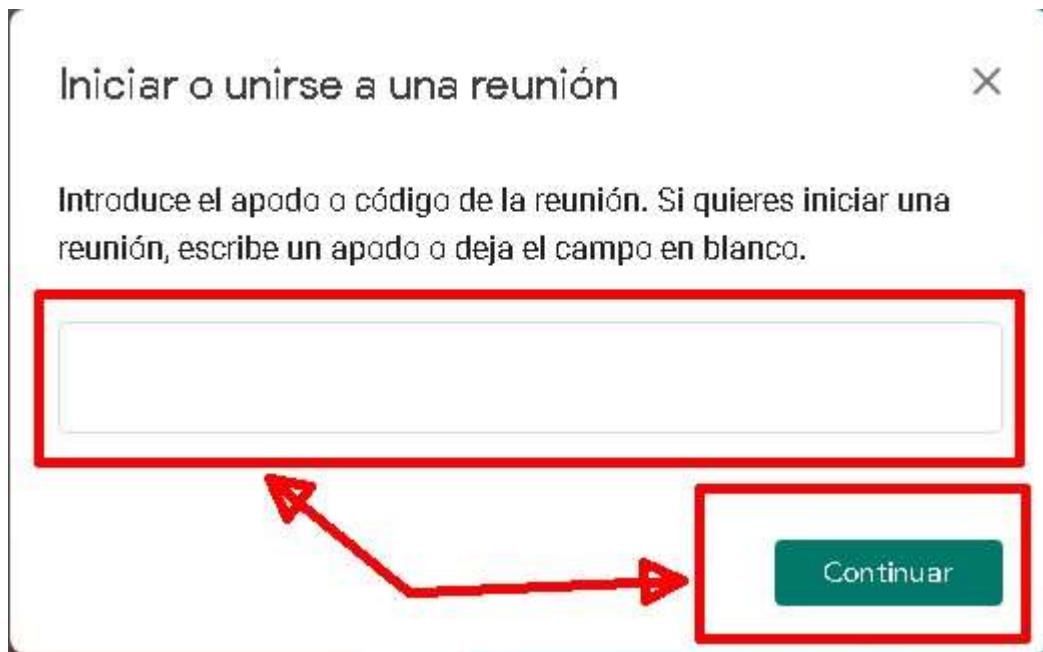 Iniciar o unirse a una reunión
Introduce el apodo o código de la reunión. Si quieres iniciar una
reunión, escribe un apodo o deja el campo en blanco.
Continuar